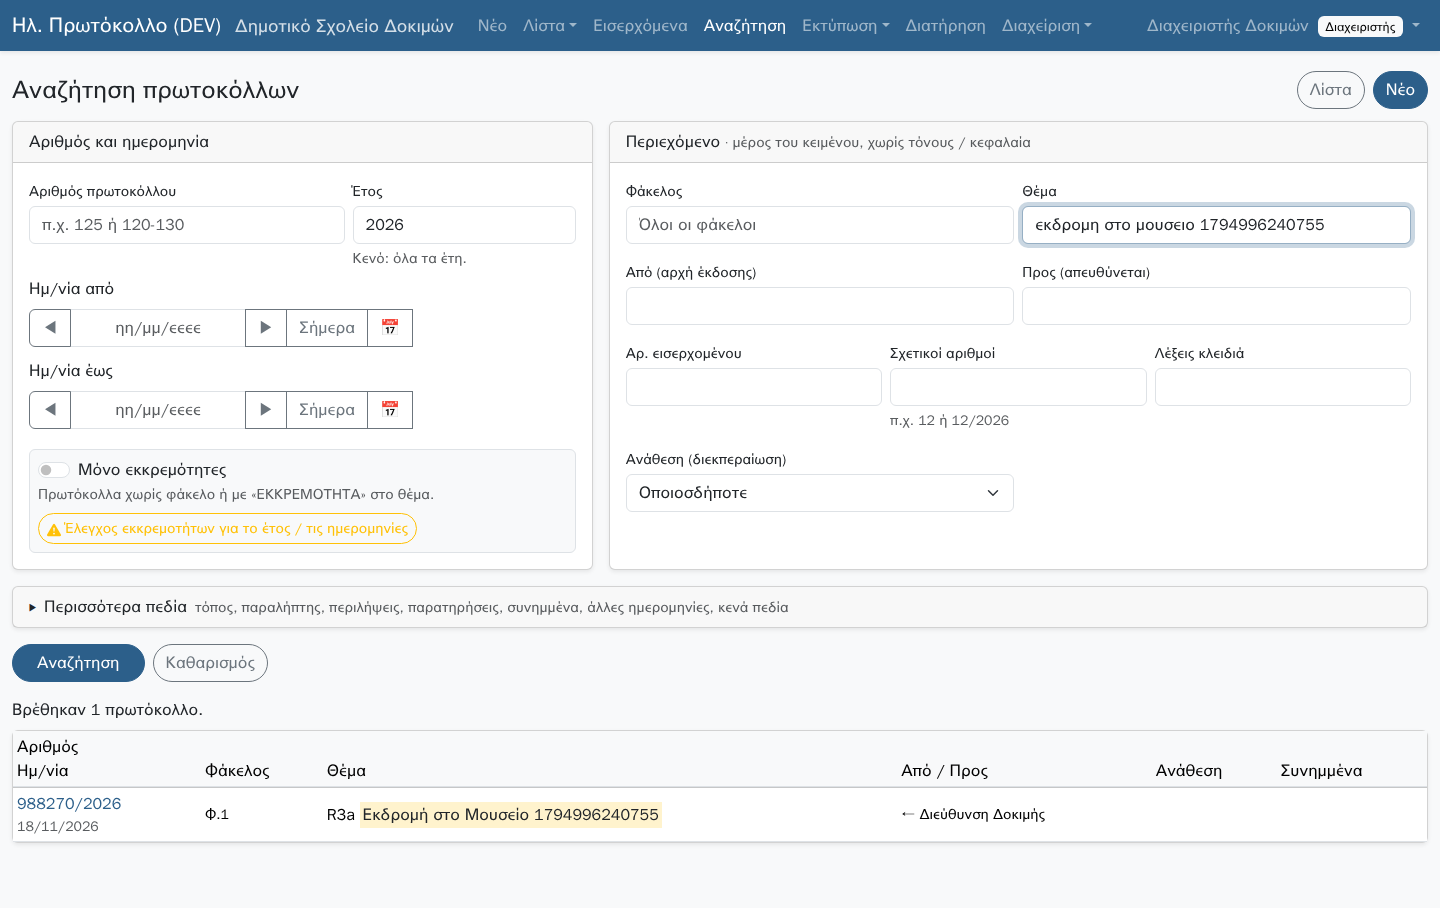 Ηλ. Πρωτόκολλο (DEV) Δημοτικό Σχολείο Δοκιμών Νέο Λίστα Εισερχόμενα Αναζήτηση Εκτύπωση Διατήρηση Διαχείριση Διαχειριστής Δοκιμών Διαχειριστής
Αναζήτηση πρωτοκόλλων Λίστα Νέο
Αριθμός και ημερομηνία
Αριθμός πρωτοκόλλου Έτος
π.χ. 125 ή 120-130 2026
Κενό: όλα τα έτη.
Ημ/νία από
◀ ηη/μμ/εεεε ▶ Σήμερα
Ημ/νία έως
◀ ηη/μμ/εεεε ▶ Σήμερα
Μόνο εκκρεμότητες
Πρωτόκολλα χωρίς φάκελο ή με «ΕΚΚΡΕΜΟΤΗΤΑ» στο θέμα.
Έλεγχος εκκρεμοτήτων για το έτος / τις ημερομηνίες
Περιεχόμενο · μέρος του κειμένου, χωρίς τόνους / κεφαλαία
Φάκελος Θέμα
Όλοι οι φάκελοι εκδρομη στο μουσειο 1794996240755
Από (αρχή έκδοσης) Προς (απευθύνεται)
Αρ. εισερχομένου Σχετικοί αριθμοί Λέξεις κλειδιά
π.χ. 12 ή 12/2026
Ανάθεση (διεκπεραίωση)
Οποιοσδήποτε
▶ Περισσότερα πεδία τόπος, παραλήπτης, περιλήψεις, παρατηρήσεις, συνημμένα, άλλες ημερομηνίες, κενά πεδία
Αναζήτηση Καθαρισμός
Βρέθηκαν 1 πρωτόκολλο.
Αριθμός
Ημ/νία Φάκελος Θέμα Από / Προς Ανάθεση Συνημμένα
988270/2026
18/11/2026 Φ.1 R3a Εκδρομή στο Μουσείο 1794996240755 ← Διεύθυνση Δοκιμής